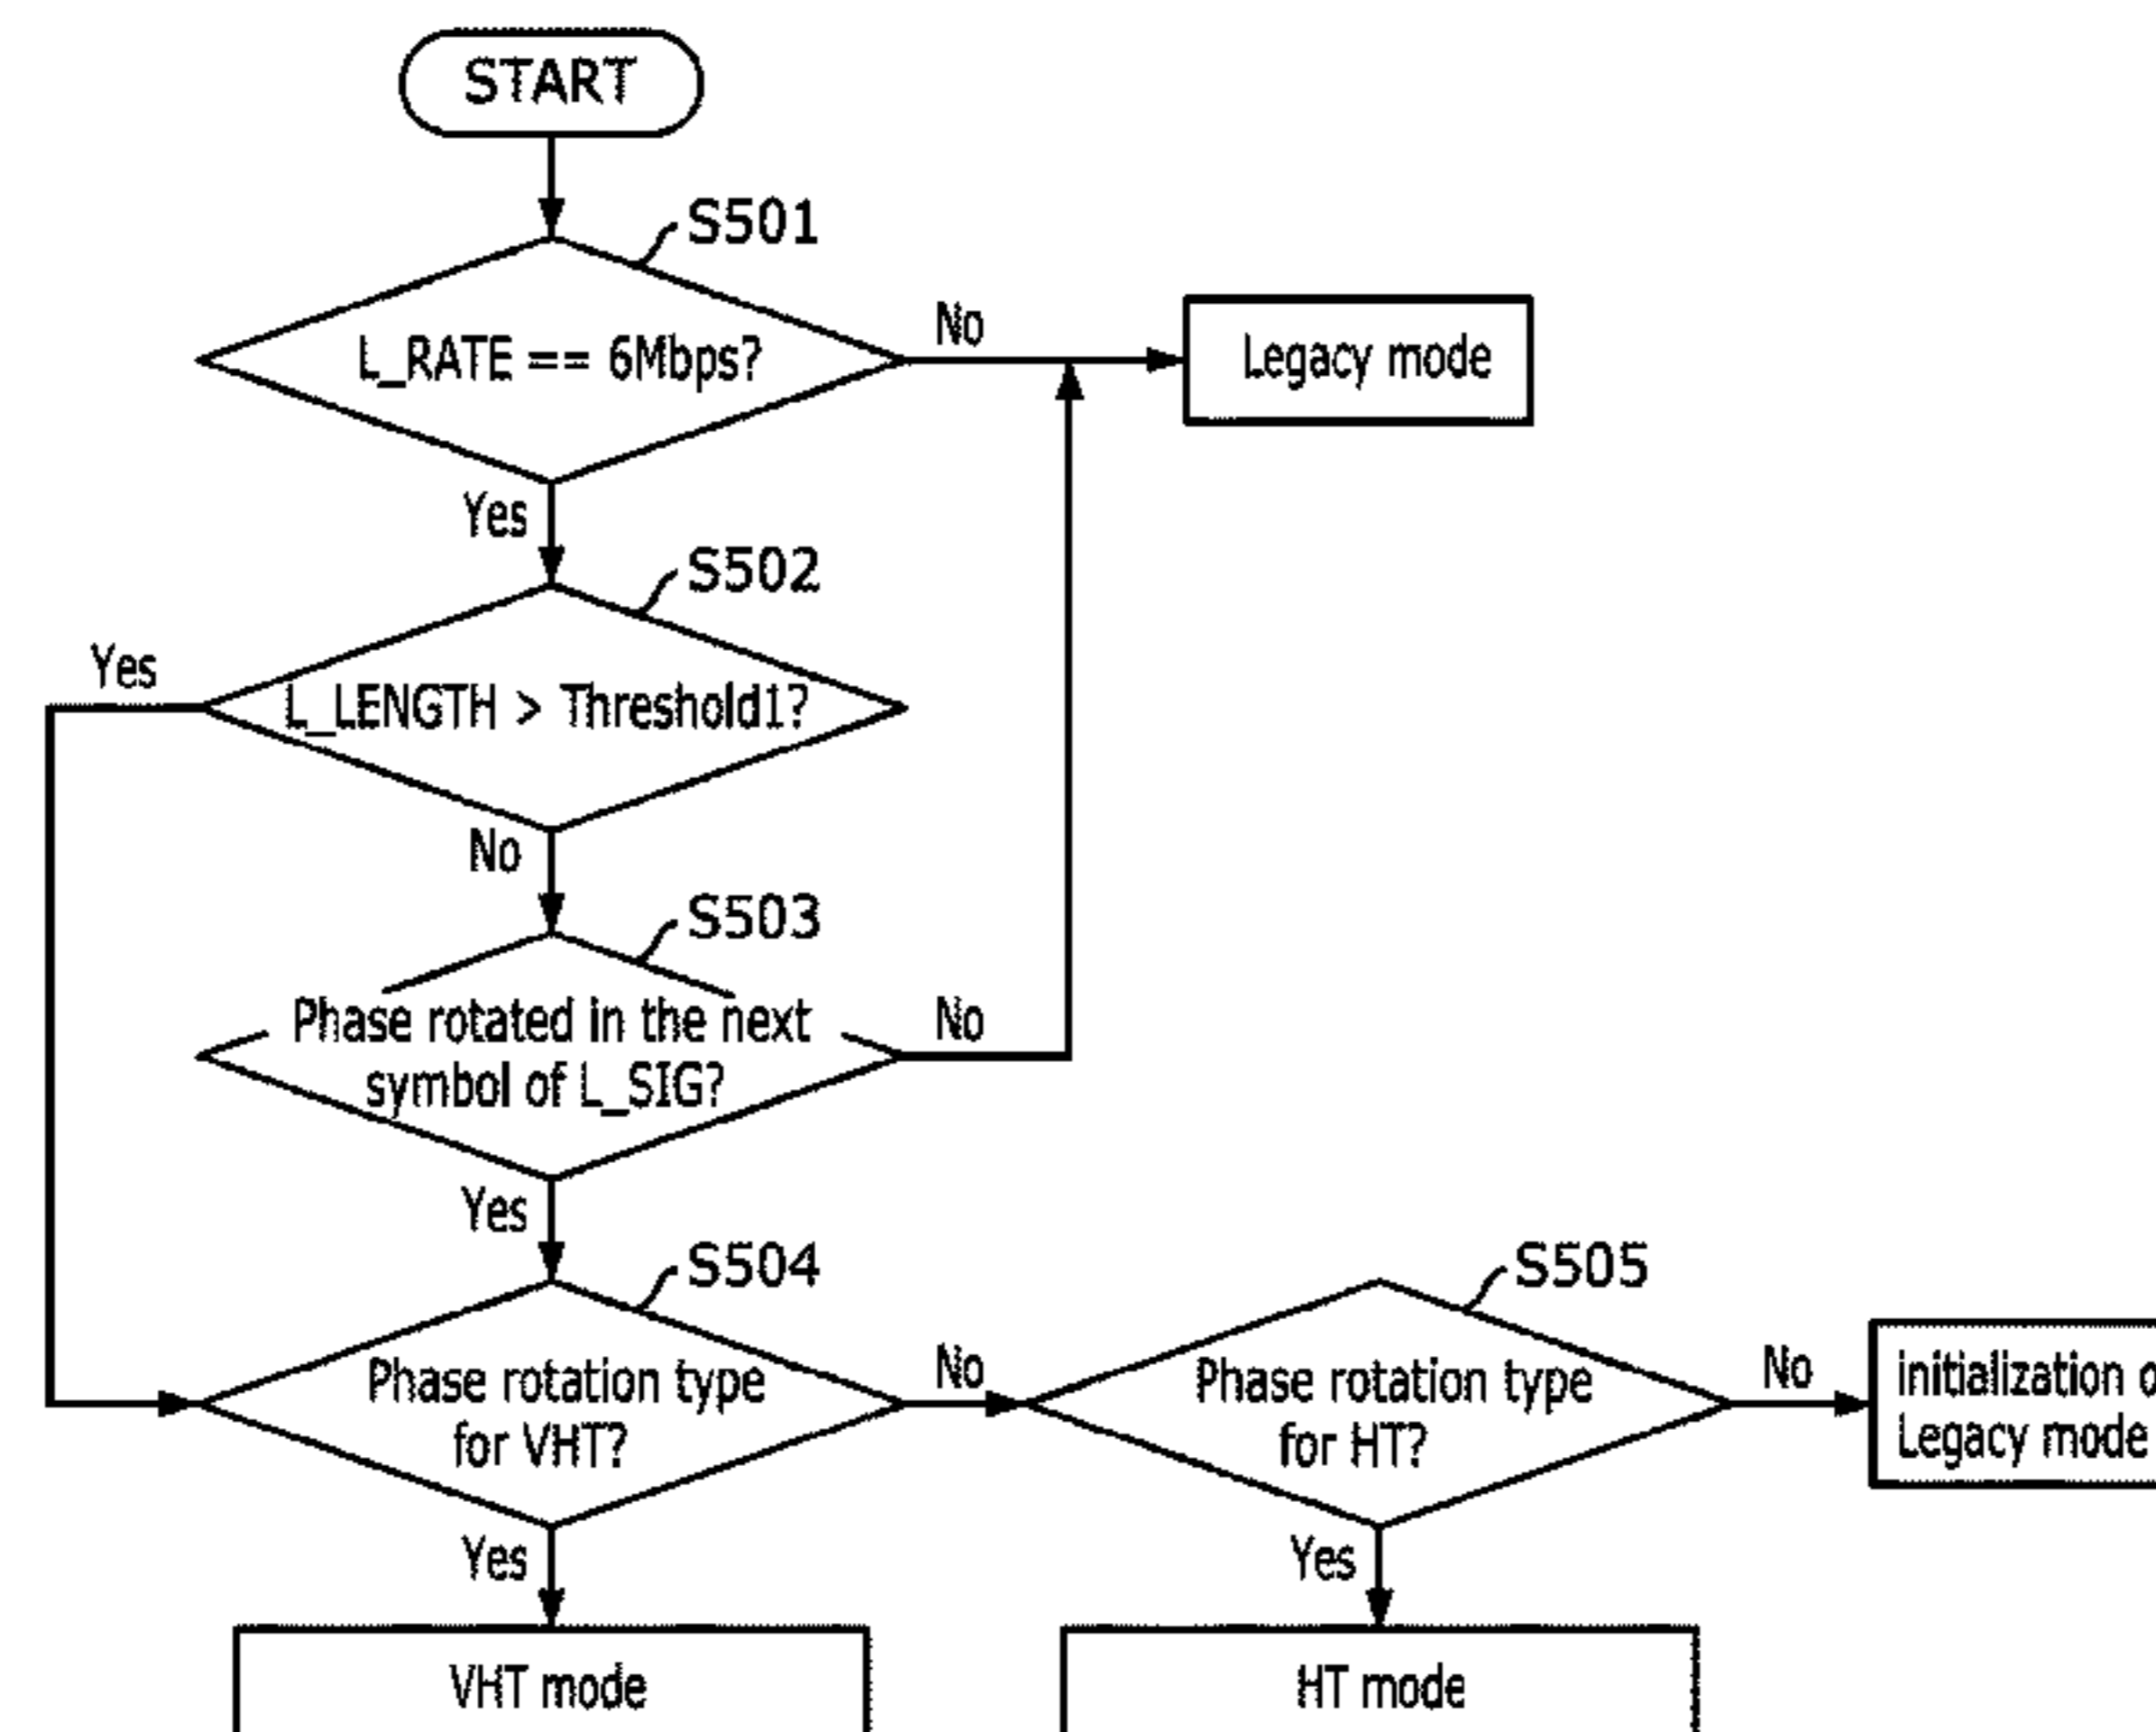 START
S501
L_RATE == 6Mbps?
No
Legacy mode
Yes
S502
Yes
L_LENGTH > Threshold1?
No
S503
Phase rotated in the next
symbol of L_SIG?
No
Yes
S504
S505
Phase rotation type
for VHT?
No
Phase rotation type
for HT?
No
initialization
Legacy mode
Yes
Yes
VHT mode
HT mode